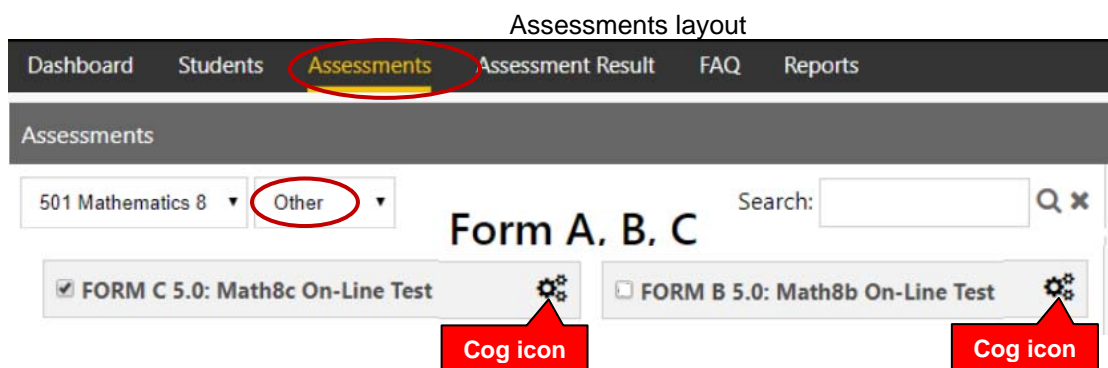 Assessments layout
Dashboard Students Assessments Assessment Result FAQ Reports
Assessments
501 Mathematics 8 Other Search:
Form A, B, C
FORM C 5.0: Math8c On-Line Test FORM B 5.0: Math8b On-Line Test
Cog icon Cog icon